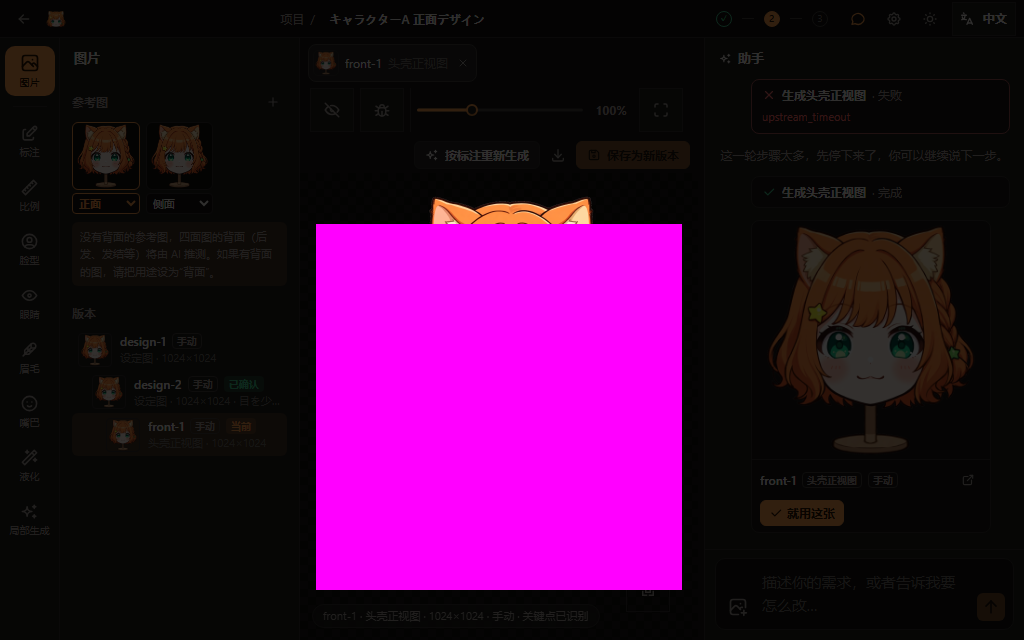 项目 / キャラクターA 正面デザイン
2
3
中文
图片
标注
比例
脸型
眼睛
眉毛
嘴巴
液化
局部生成
图片
参考图
正面
侧面
没有背面的参考图，四面图的背面（后
发、发结等）将由 AI 推测。如果有背面
的图，请把用途设为“背面”。
版本
design-1 手动
设定图 · 1024×1024
design-2 手动 已确认
设定图 · 1024×1024 · 目を少...
front-1 手动 当前
头壳正视图 · 1024×1024
front-1 头壳正视图 ×
100%
按标注重新生成
保存为新版本
front-1 · 头壳正视图 · 1024×1024 · 手动 · 关键点已识别
助手
生成头壳正视图 · 失败
upstream_timeout
这一轮步骤太多，先停下来了，你可以继续说下一步。
生成头壳正视图 · 完成
front-1 头壳正视图 手动
就用这张
描述你的需求，或者告诉我要
怎么改...